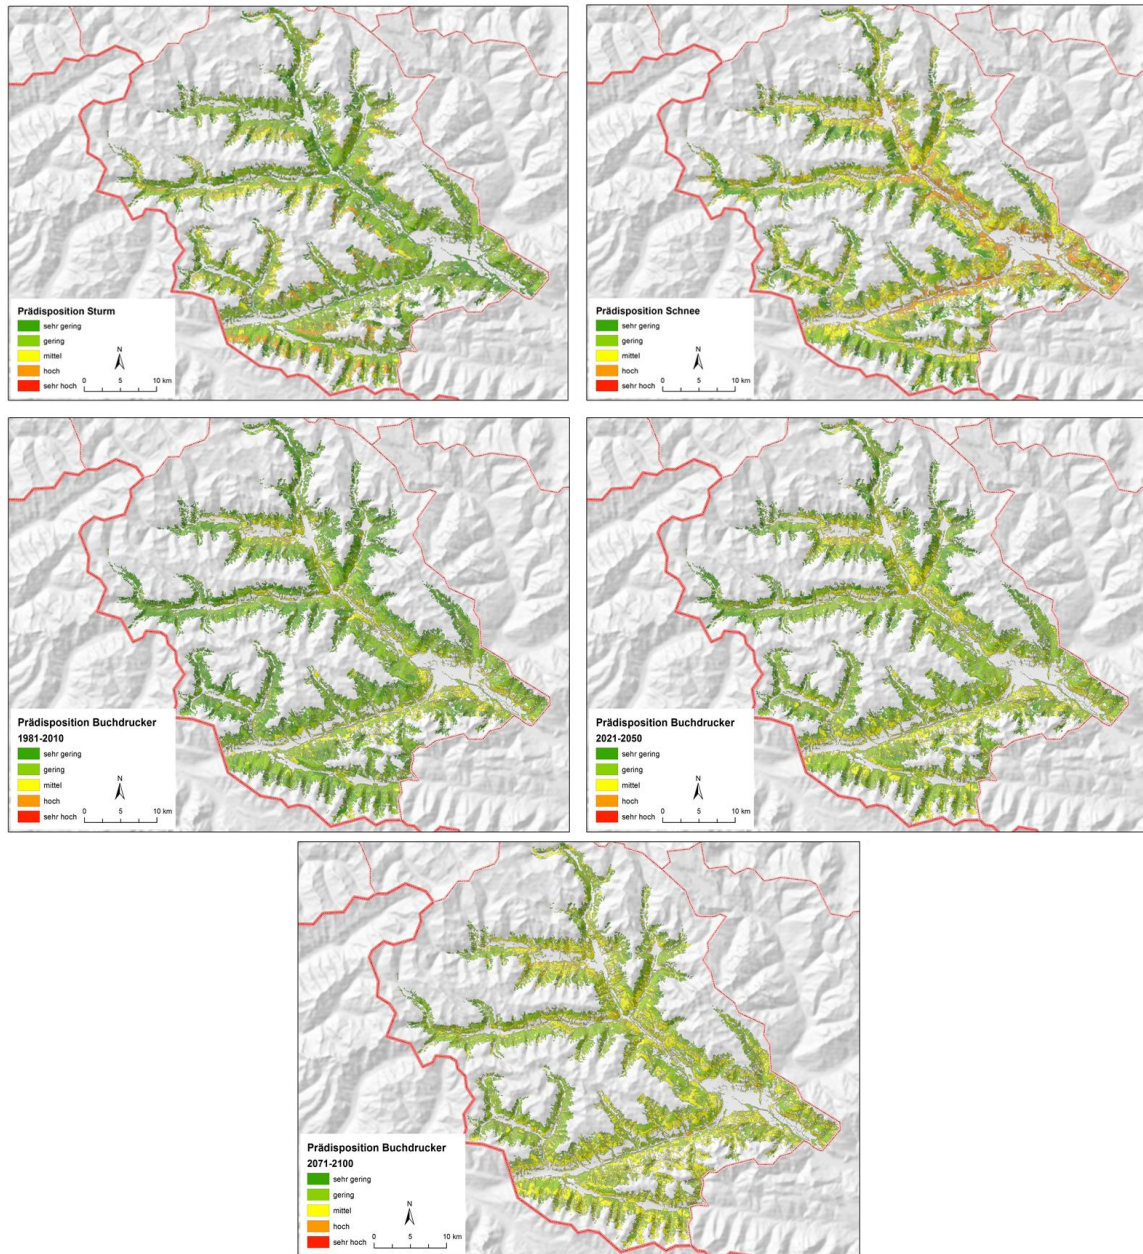 Prädisposition Sturm
sehr gering
gering
mittel
hoch
sehr hoch
N
0 5 10 km
Prädisposition Schnee
sehr gering
gering
mittel
hoch
sehr hoch
N
0 5 10 km
Prädisposition Buchdrucker
1981-2010
sehr gering
gering
mittel
hoch
sehr hoch
N
0 5 10 km
Prädisposition Buchdrucker
2021-2050
sehr gering
gering
mittel
hoch
sehr hoch
N
0 5 10 km
Prädisposition Buchdrucker
2071-2100
sehr gering
gering
mittel
hoch
sehr hoch
N
0 5 10 km